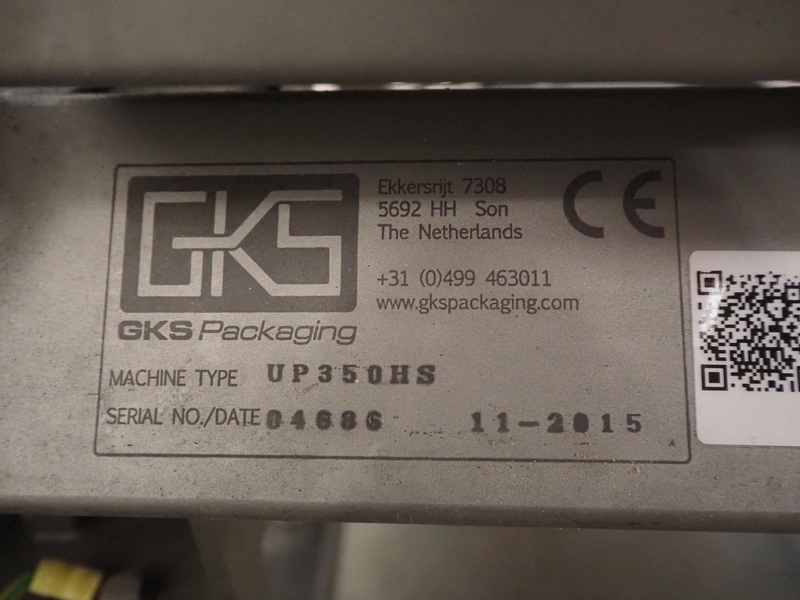 GKS
GKS Packaging
Ekkersrijt 7308
5692 HH Son
The Netherlands
+31 (0)499 463011
www.gkspackaging.com
CE
MACHINE TYPE UP350HS
SERIAL NO./DATE 04686 11-2015